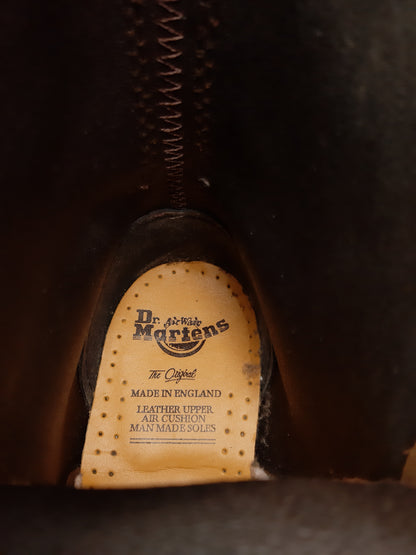 Dr. AirWair
Martens
The Original
MADE IN ENGLAND
LEATHER UPPER
AIR CUSHION
MAN MADE SOLES